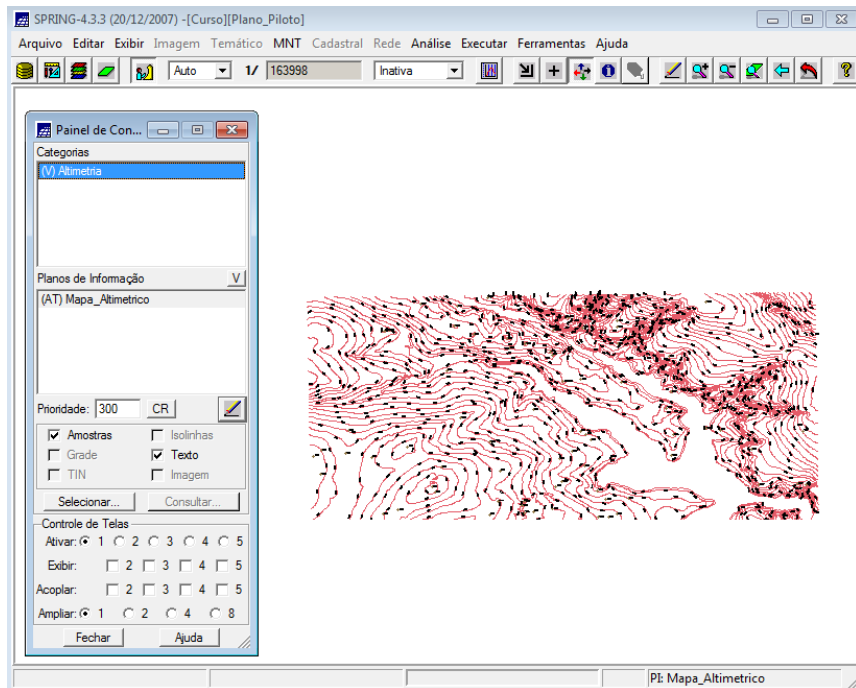 SPRING-4.3.3 (20/12/2007) -[Curso][Plano_Piloto]
Arquivo Editar Exibir Imagem Temático MNT Cadastral Rede Análise Executar Ferramentas Ajuda
Auto 1/ 163998 Inativa
Painel de Con...
Categorias
(V) Altimetria
Planos de Informação V
(AT) Mapa_Altimetrico
Prioridade: 300 CR
Amostras Isolinhas
Grade Texto
TIN Imagem
Selecionar... Consultar...
Controle de Telas
Ativar: 1 2 3 4 5
Exibir: 2 3 4 5
Acoplar: 2 3 4 5
Ampliar: 1 2 4 8
Fechar Ajuda
PI: Mapa_Altimetrico